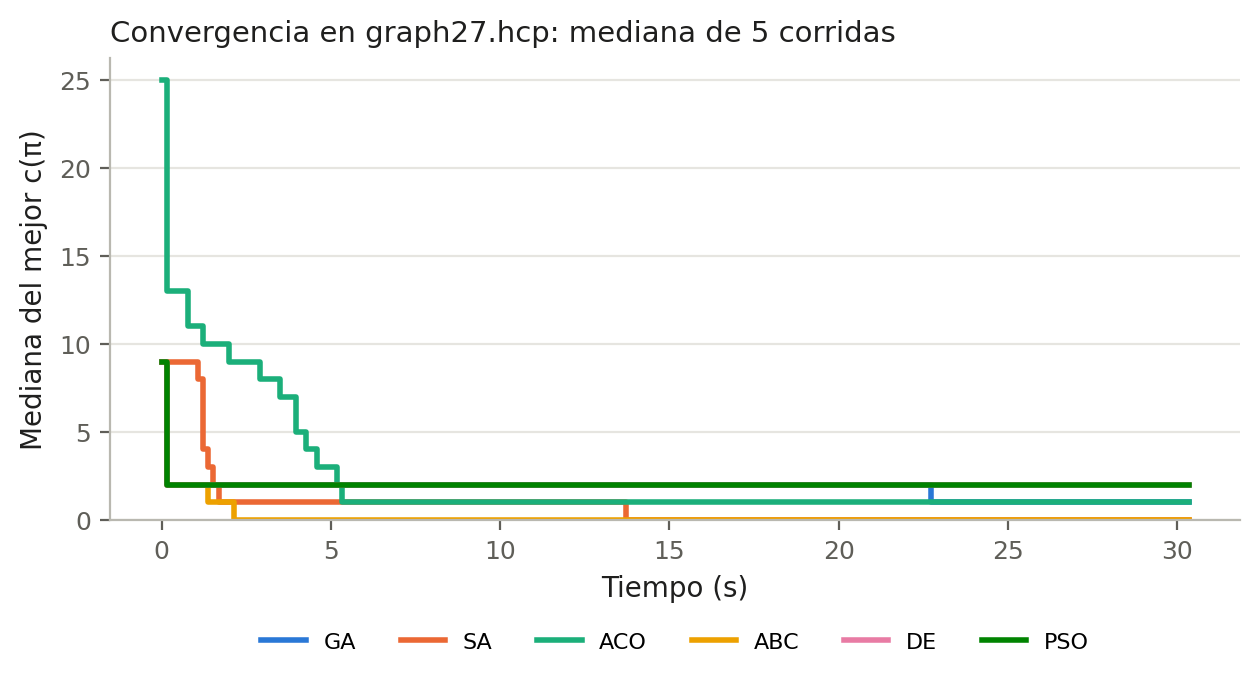 Convergencia en graph27.hcp: mediana de 5 corridas
Mediana del mejor c(π)
25
20
15
10
5
0
0 5 10 15 20 25 30
Tiempo (s)
GA SA ACO ABC DE PSO